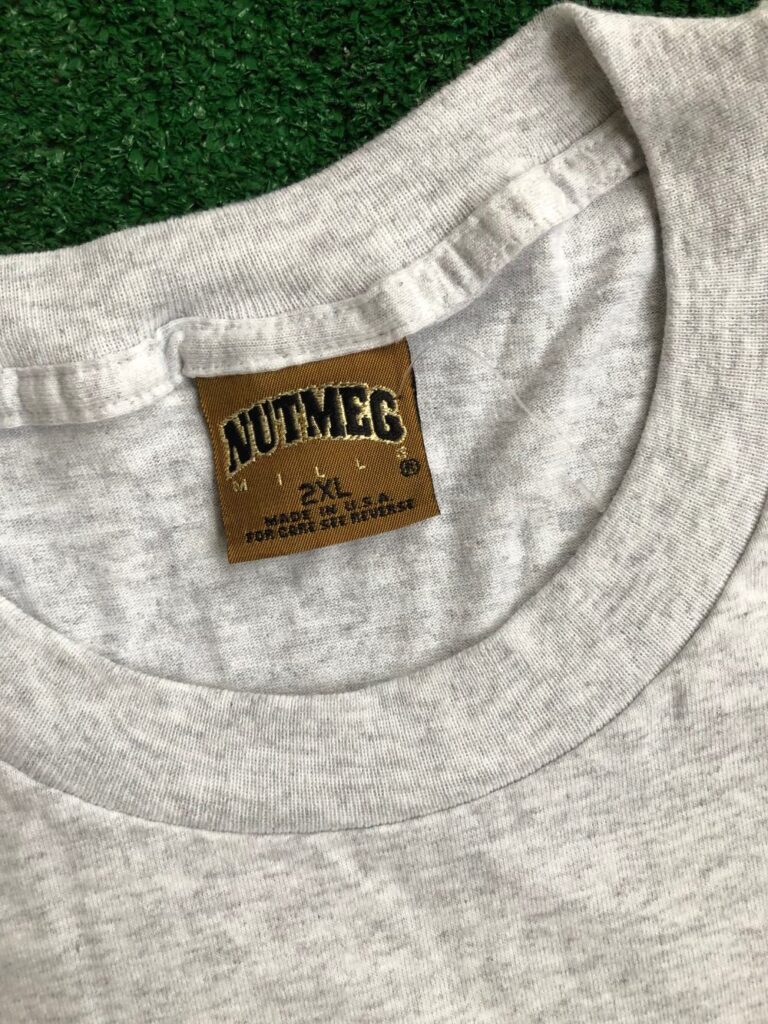 NUTMEG
MILLS
®
2XL
MADE IN U.S.A.
FOR CARE SEE REVERSE